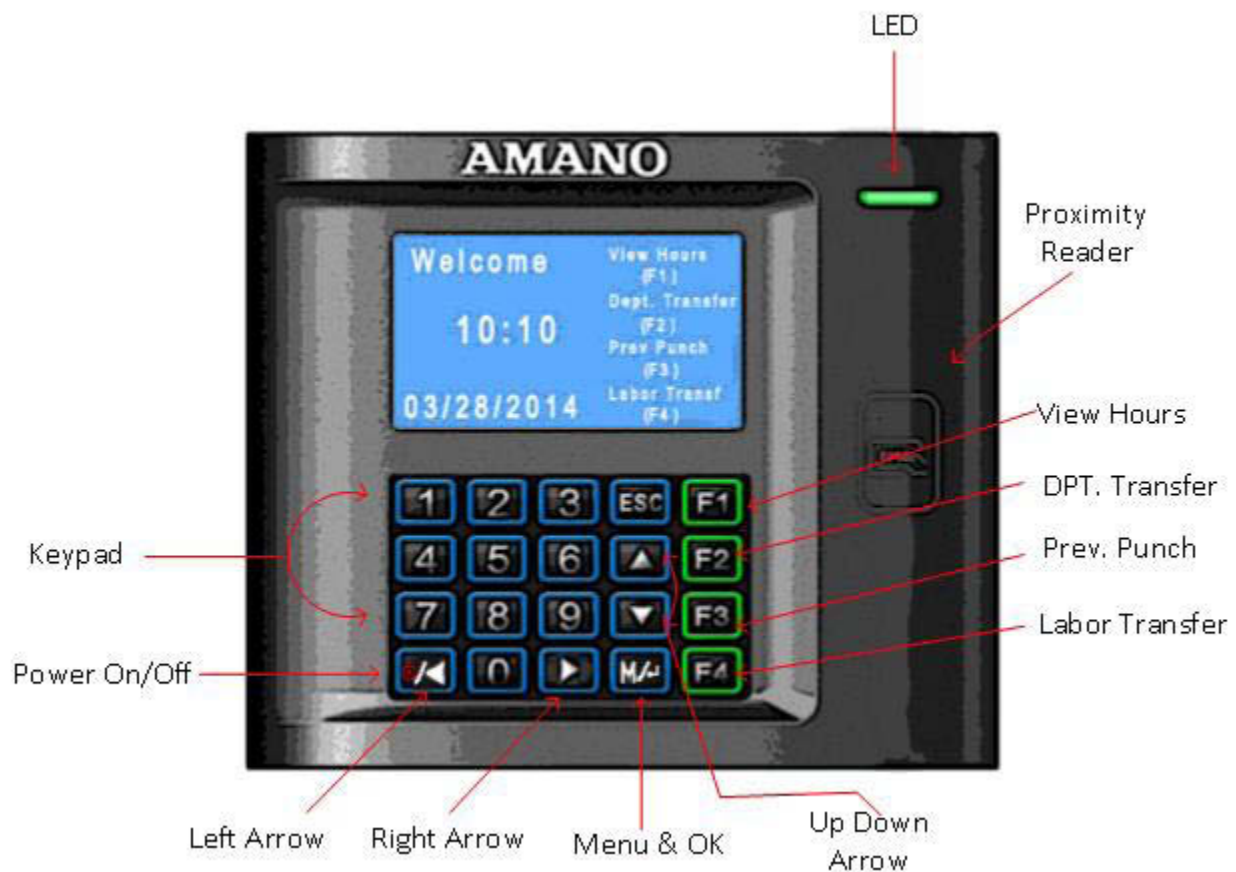 LED
AMANO
Proximity
Reader
Welcome
View Hours
(F1)
Dept. Transfer
(F2)
10:10
Prev Punch
(F3)
03/28/2014
Labor Transf
(F4)
View Hours
DPT. Transfer
Prev. Punch
Labor Transfer
Keypad
Power On/Off
1 2 3 ESC F1
4 5 6 ▲ F2
7 8 9 ▼ F3
/◀ 0 ▶ M/↵ F4
Left Arrow
Right Arrow
Menu & OK
Up Down
Arrow